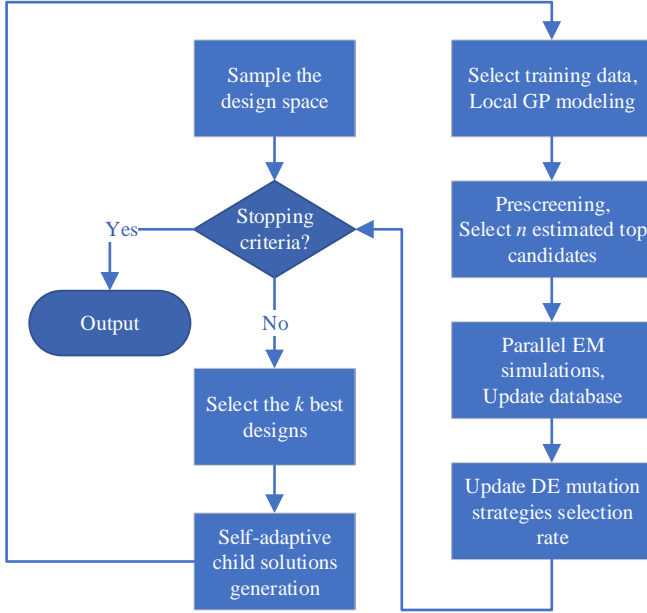 Sample the
design space
Stopping
criteria?
Yes
Output
No
Select the k best
designs
Self-adaptive
child solutions
generation
Select training data,
Local GP modeling
Prescreening,
Select n estimated top
candidates
Parallel EM
simulations,
Update database
Update DE mutation
strategies selection
rate